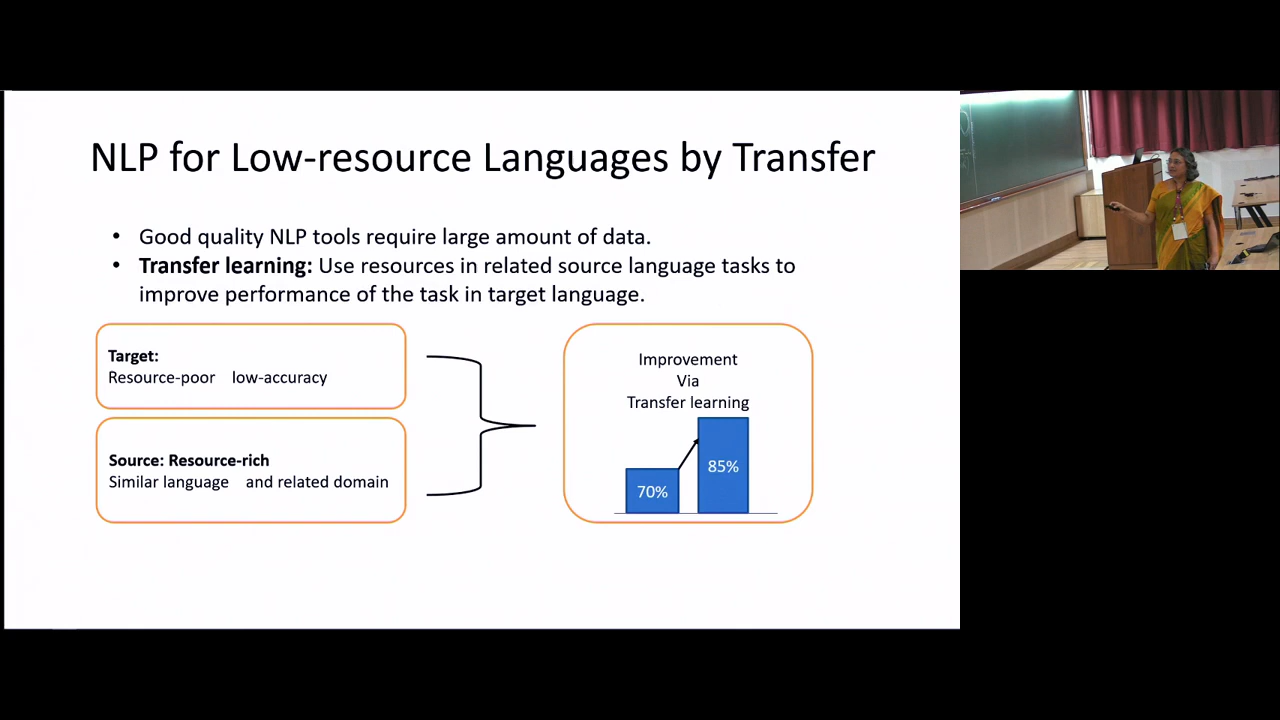 NLP for Low-resource Languages by Transfer
• Good quality NLP tools require large amount of data.
• Transfer learning: Use resources in related source language tasks to
improve performance of the task in target language.
Target:
Resource-poor low-accuracy
Source: Resource-rich
Similar language and related domain
Improvement
Via
Transfer learning
70%
85%